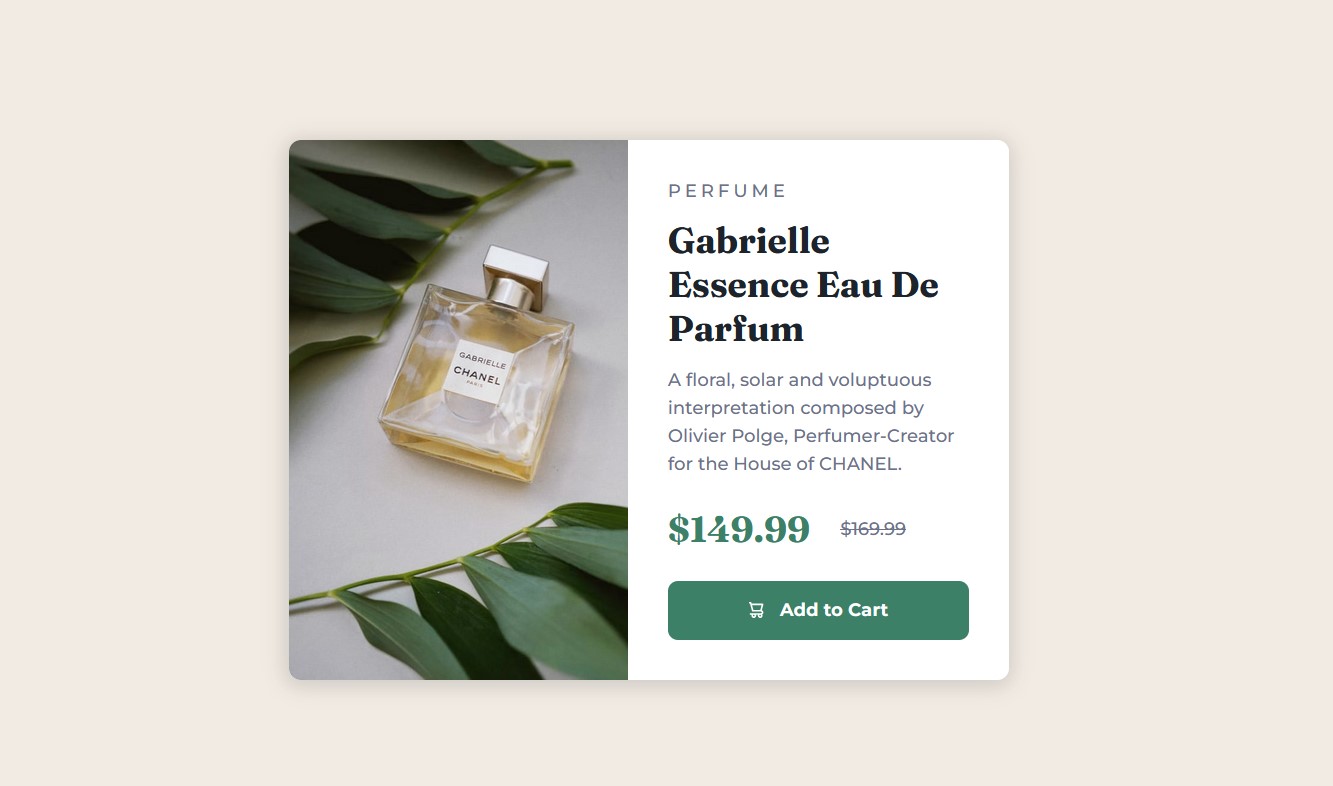 GABRIELLE
CHANEL
PARIS
PERFUME
Gabrielle
Essence Eau De
Parfum
A floral, solar and voluptuous
interpretation composed by
Olivier Polge, Perfumer-Creator
for the House of CHANEL.
$149.99 $169.99
Add to Cart